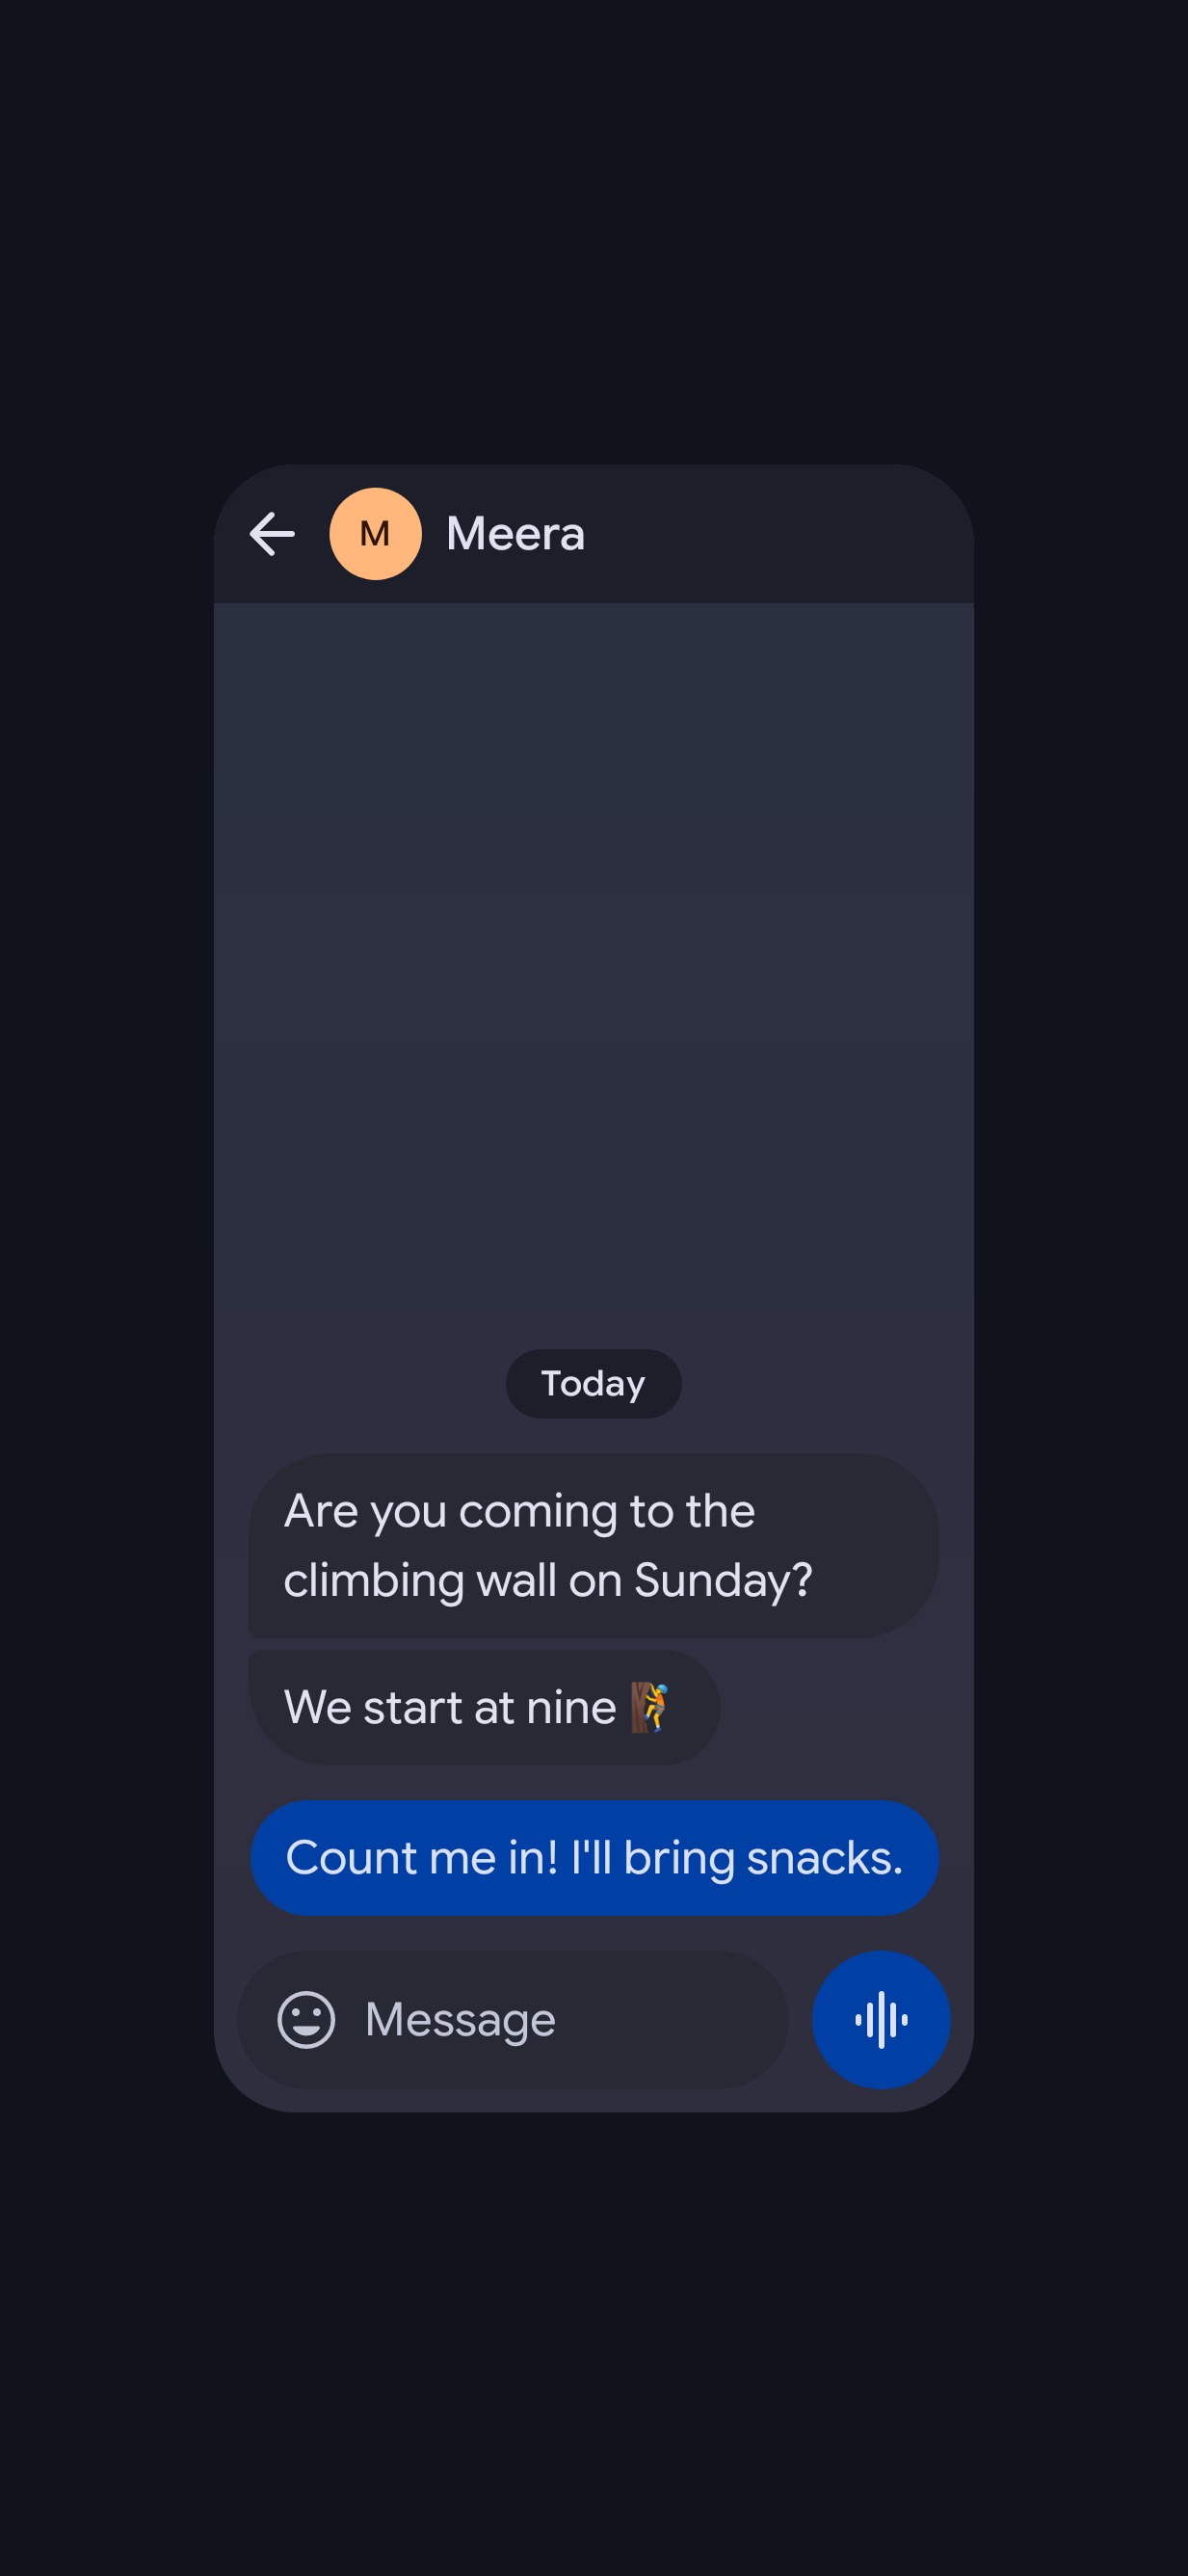 M
Meera
Today
Are you coming to the
climbing wall on Sunday?
We start at nine 🧗
Count me in! I'll bring snacks.
Message